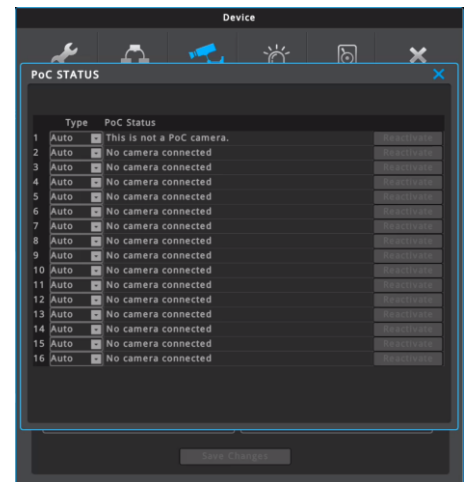 Device
PoC STATUS
Type PoC Status
1 Auto This is not a PoC camera. Reactivate
2 Auto No camera connected Reactivate
3 Auto No camera connected Reactivate
4 Auto No camera connected Reactivate
5 Auto No camera connected Reactivate
6 Auto No camera connected Reactivate
7 Auto No camera connected Reactivate
8 Auto No camera connected Reactivate
9 Auto No camera connected Reactivate
10 Auto No camera connected Reactivate
11 Auto No camera connected Reactivate
12 Auto No camera connected Reactivate
13 Auto No camera connected Reactivate
14 Auto No camera connected Reactivate
15 Auto No camera connected Reactivate
16 Auto No camera connected Reactivate
Save Changes